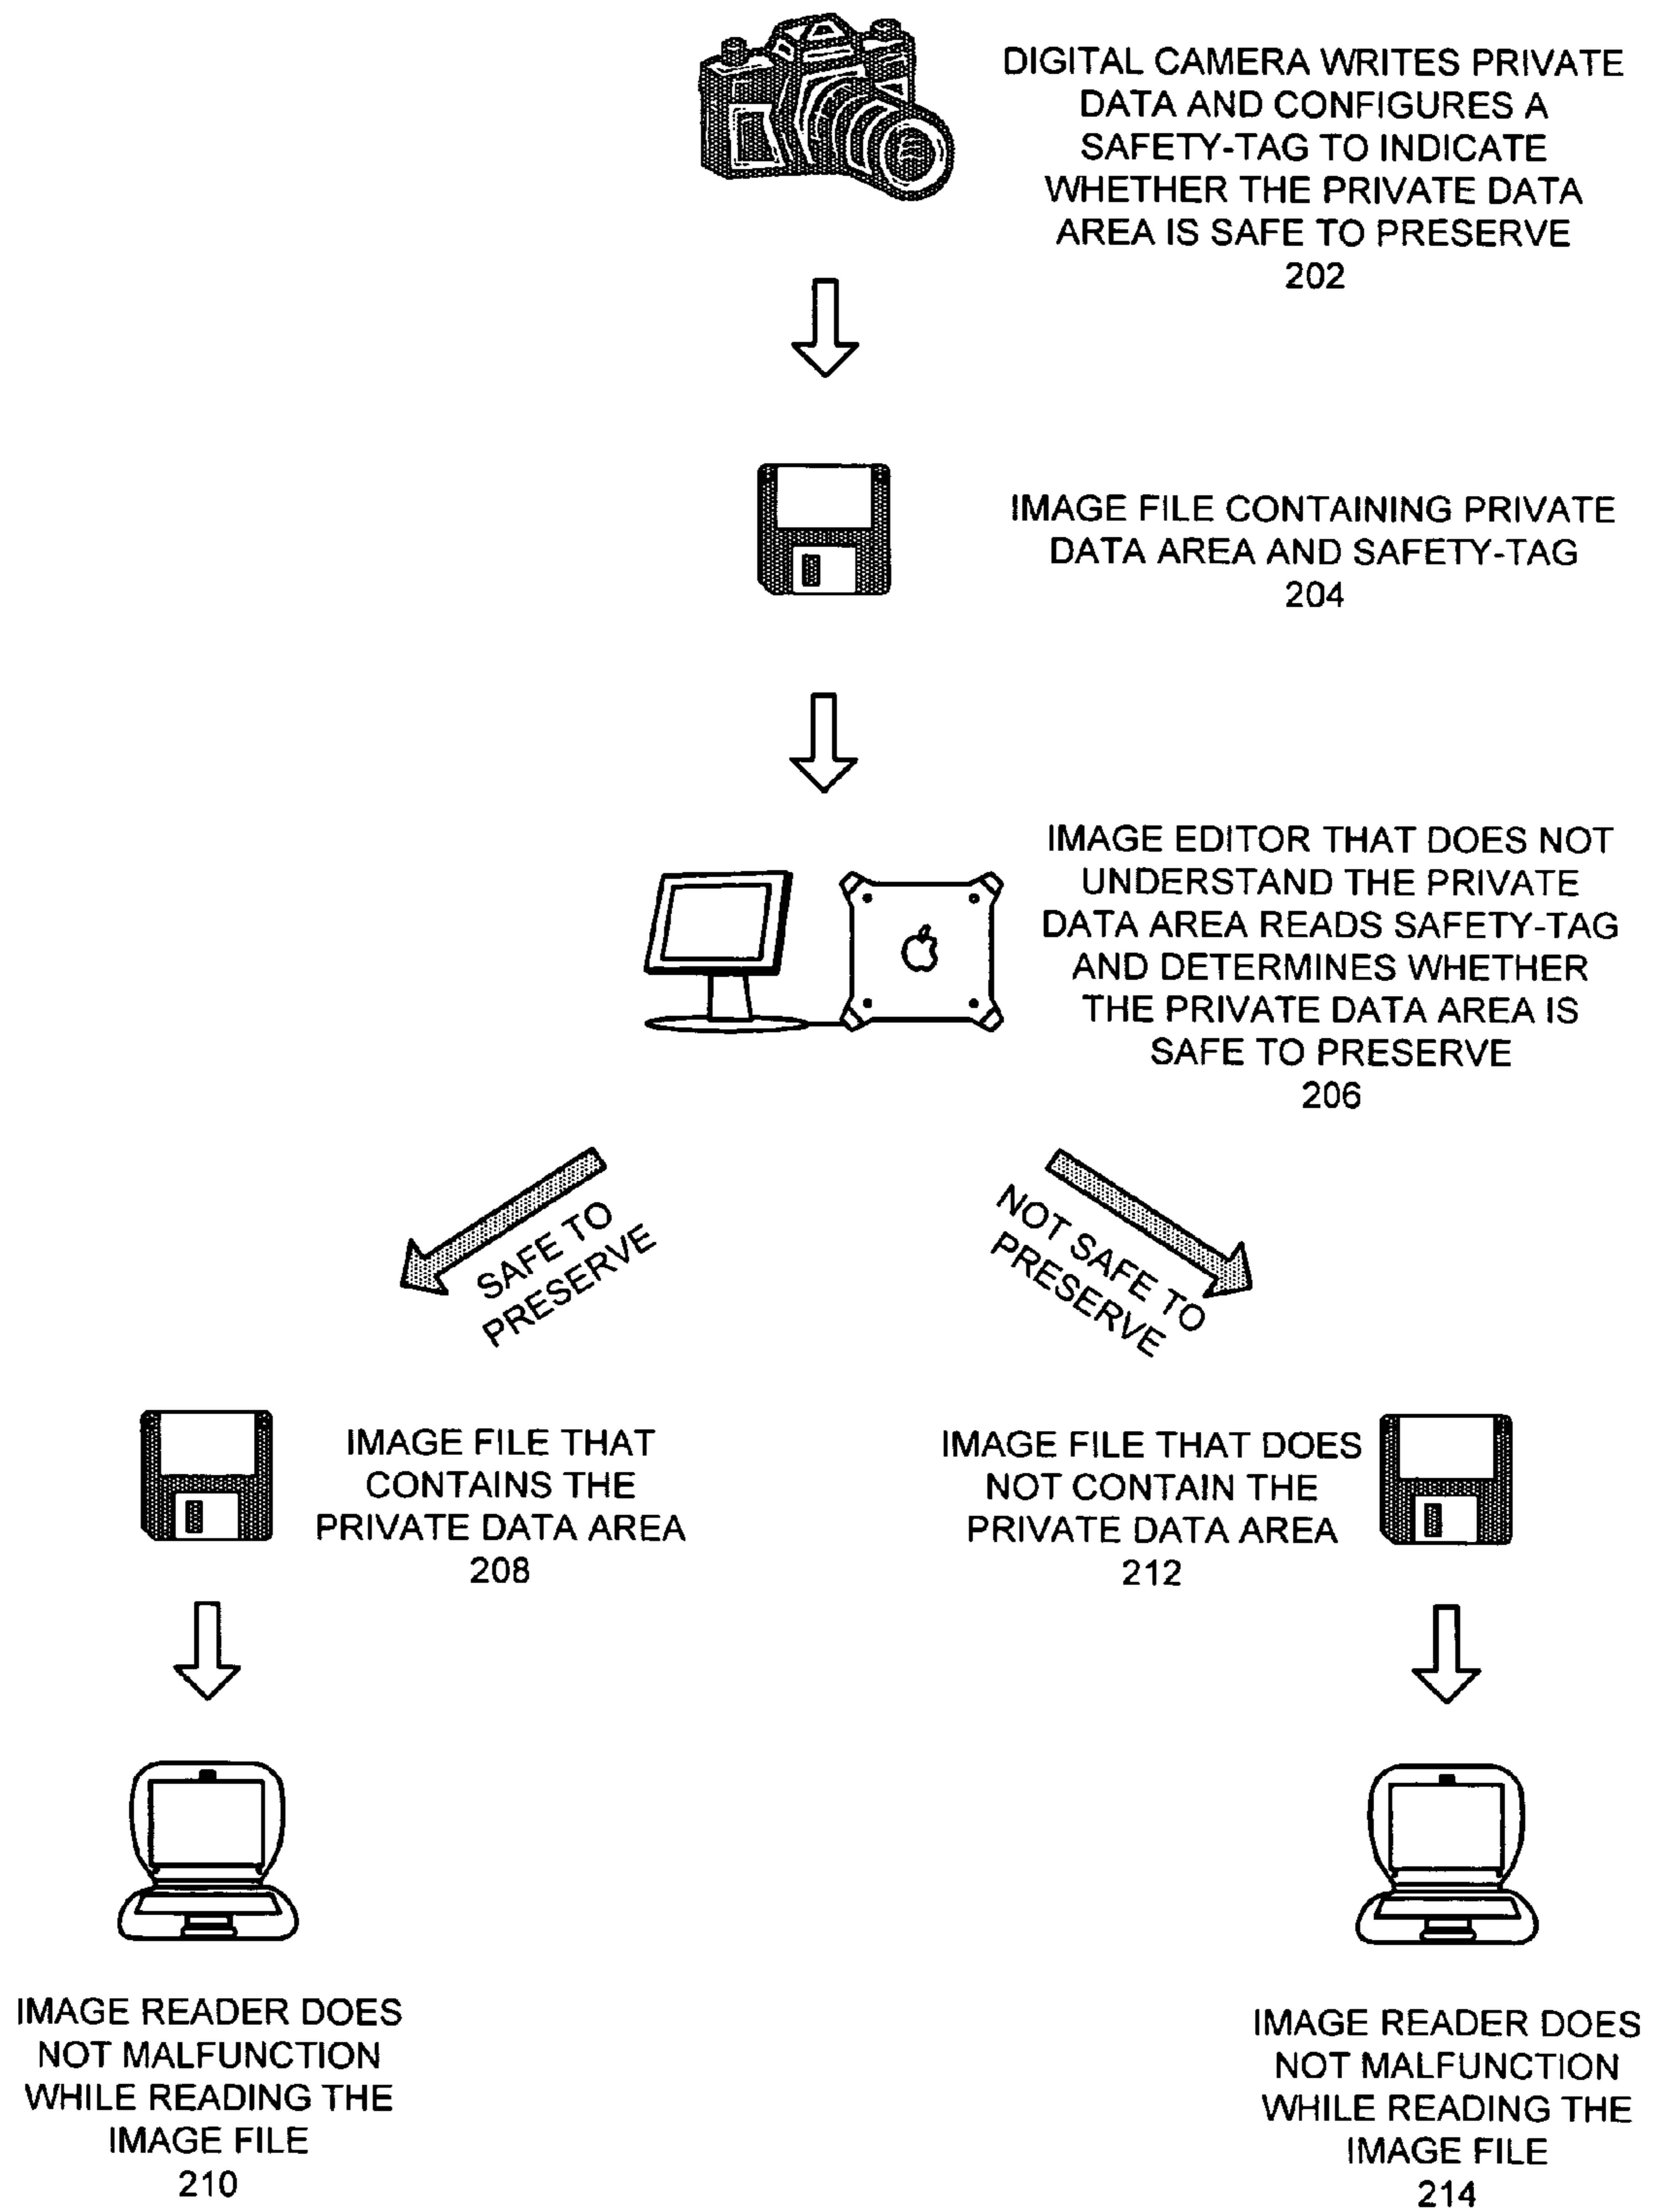 DIGITAL CAMERA WRITES PRIVATE
DATA AND CONFIGURES A
SAFETY-TAG TO INDICATE
WHETHER THE PRIVATE DATA
AREA IS SAFE TO PRESERVE
202
IMAGE FILE CONTAINING PRIVATE
DATA AREA AND SAFETY-TAG
204
IMAGE EDITOR THAT DOES NOT
UNDERSTAND THE PRIVATE
DATA AREA READS SAFETY-TAG
AND DETERMINES WHETHER
THE PRIVATE DATA AREA IS
SAFE TO PRESERVE
206
SAFE TO
PRESERVE
NOT SAFE TO
PRESERVE
IMAGE FILE THAT
CONTAINS THE
PRIVATE DATA AREA
208
IMAGE FILE THAT DOES
NOT CONTAIN THE
PRIVATE DATA AREA
212
IMAGE READER DOES
NOT MALFUNCTION
WHILE READING THE
IMAGE FILE
210
IMAGE READER DOES
NOT MALFUNCTION
WHILE READING THE
IMAGE FILE
214